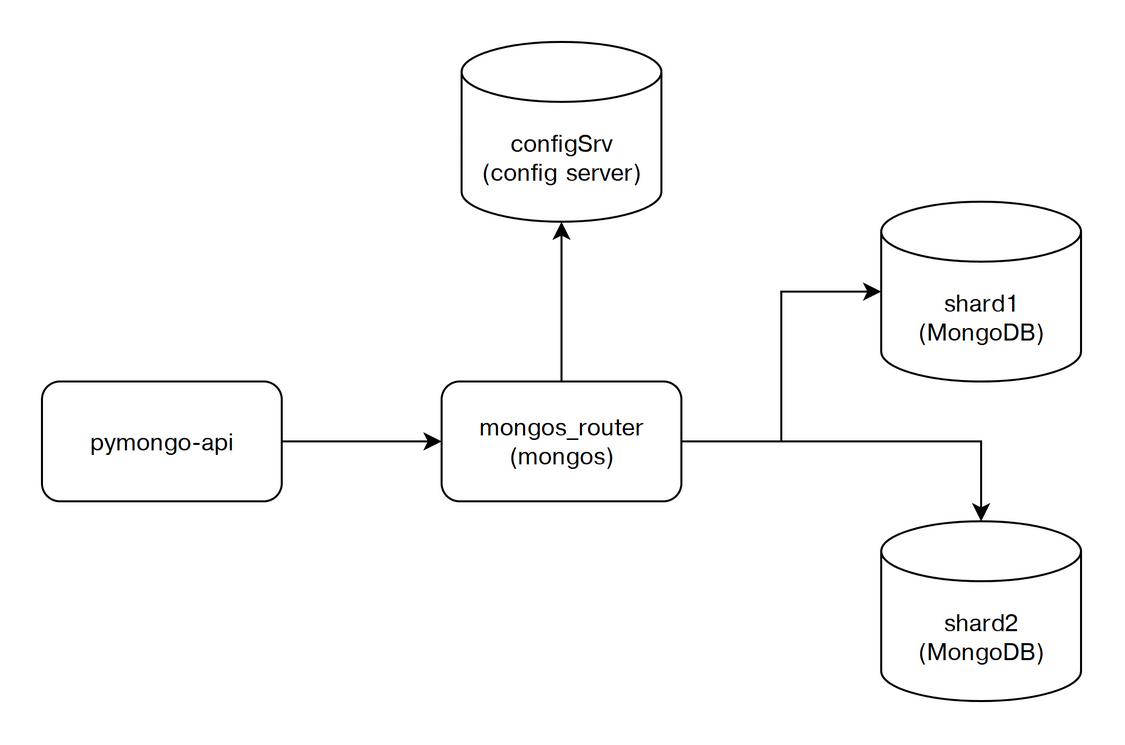 configSrv
(config server)
shard1
(MongoDB)
pymongo-api
mongos_router
(mongos)
shard2
(MongoDB)